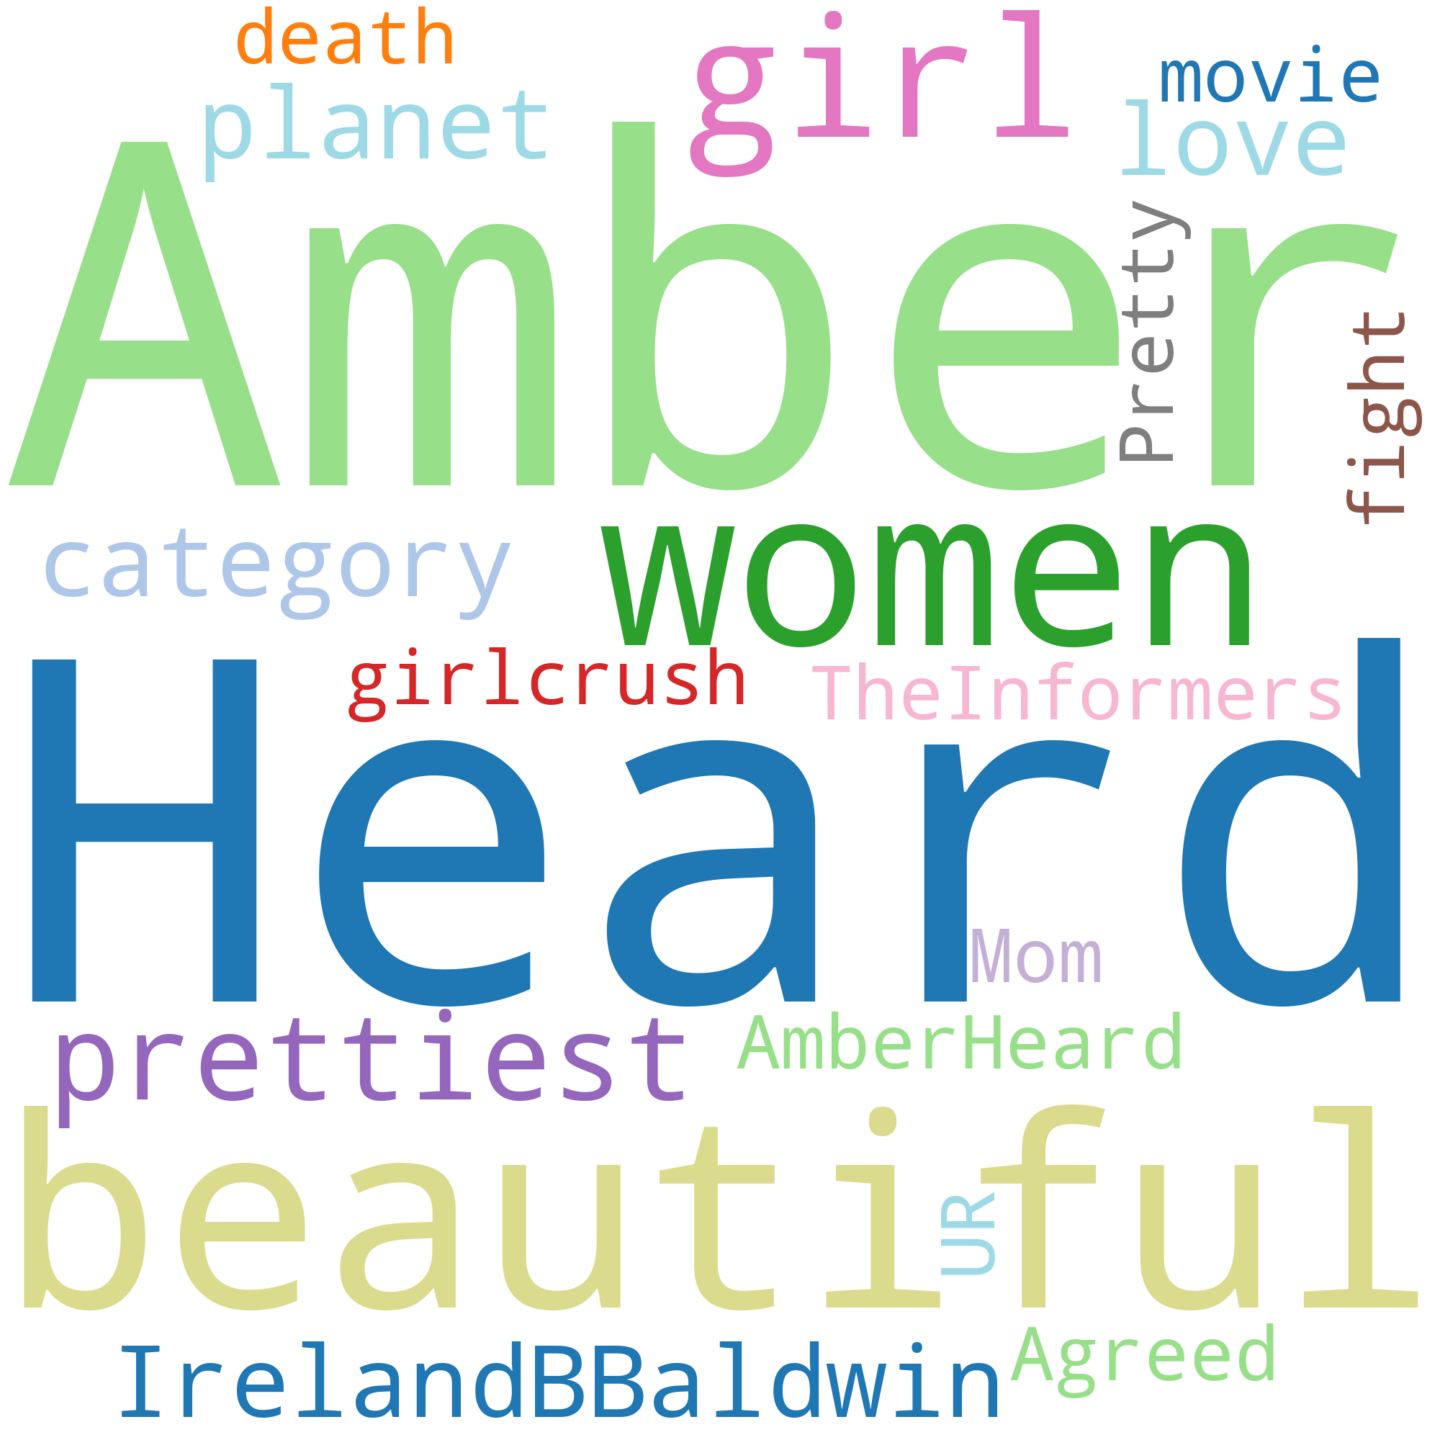 death
girl
movie
planet
love
Amber
Pretty
fight
category
women
girlcrush
TheInformers
Heard
Mom
prettiest
AmberHeard
beautiful
UR
IrelandBBaldwin
Agreed